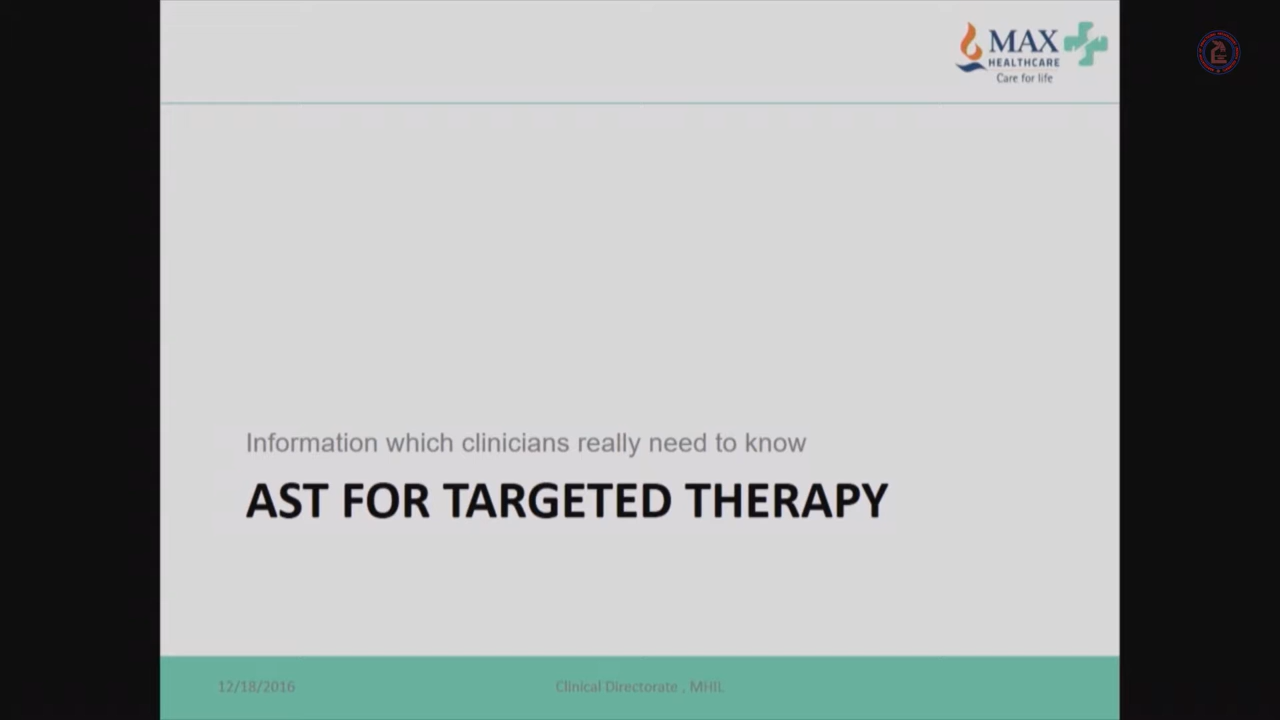 MAX
HEALTHCARE
Care for life
Information which clinicians really need to know
AST FOR TARGETED THERAPY
12/18/2016
Clinical Directorate , MHIL